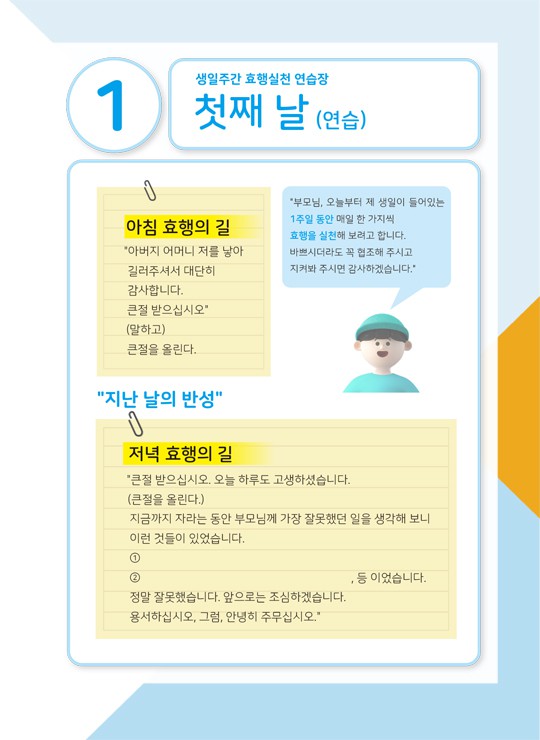 1
생일주간 효행실천 연습장
첫째 날 (연습)
아침 효행의 길
"아버지 어머니 저를 낳아
길러주셔서 대단히
감사합니다.
큰절 받으십시오"
(말하고)
큰절을 올린다.
"부모님, 오늘부터 제 생일이 들어있는
1주일 동안 매일 한 가지씩
효행을 실천해 보려고 합니다.
바쁘시더라도 꼭 협조해 주시고
지켜봐 주시면 감사하겠습니다."
"지난 날의 반성"
저녁 효행의 길
"큰절 받으십시오. 오늘 하루도 고생하셨습니다.
(큰절을 올린다.)
지금까지 자라는 동안 부모님께 가장 잘못했던 일을 생각해 보니
이런 것들이 있었습니다.
①
② , 등 이었습니다.
정말 잘못했습니다. 앞으로는 조심하겠습니다.
용서하십시오, 그럼, 안녕히 주무십시오."